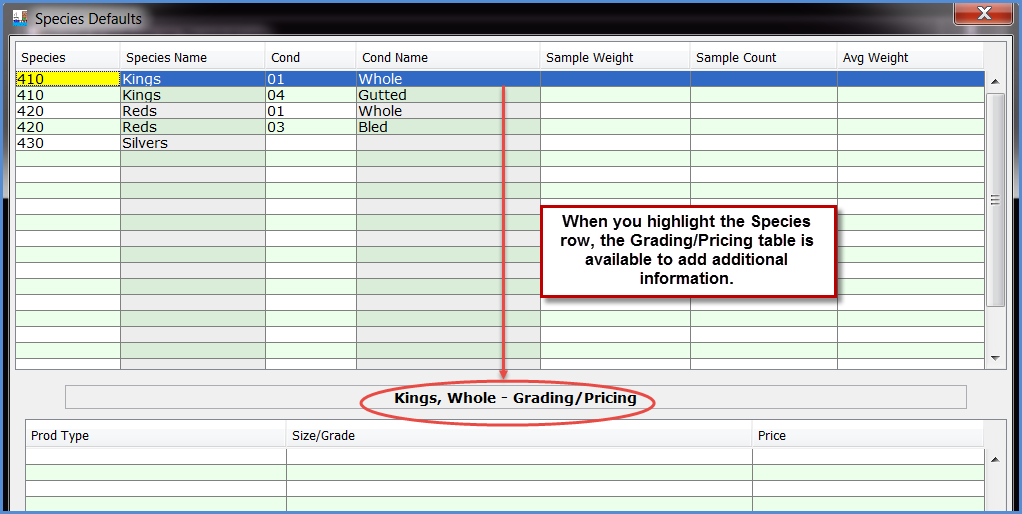 Species Defaults
Species Species Name Cond Cond Name Sample Weight Sample Count Avg Weight
410 Kings 01 Whole
410 Kings 04 Gutted
420 Reds 01 Whole
420 Reds 03 Bled
430 Silvers
When you highlight the Species
row, the Grading/Pricing table is
available to add additional
information.
Kings, Whole - Grading/Pricing
Prod Type Size/Grade Price